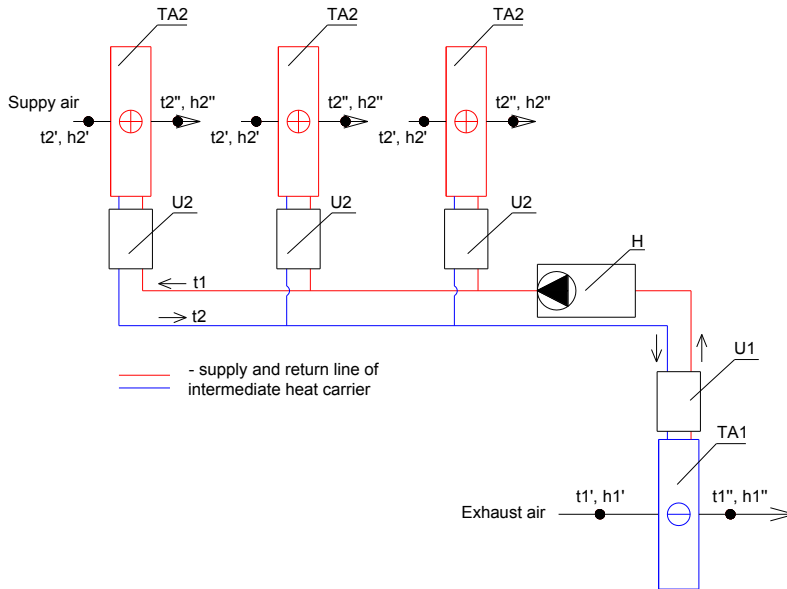 TA2
TA2
TA2
Suppy air
t2", h2"
t2", h2"
t2", h2"
t2', h2'
t2', h2'
t2', h2'
U2
U2
U2
H
t1
t2
- supply and return line of
intermediate heat carrier
U1
TA1
t1', h1'
t1", h1"
Exhaust air